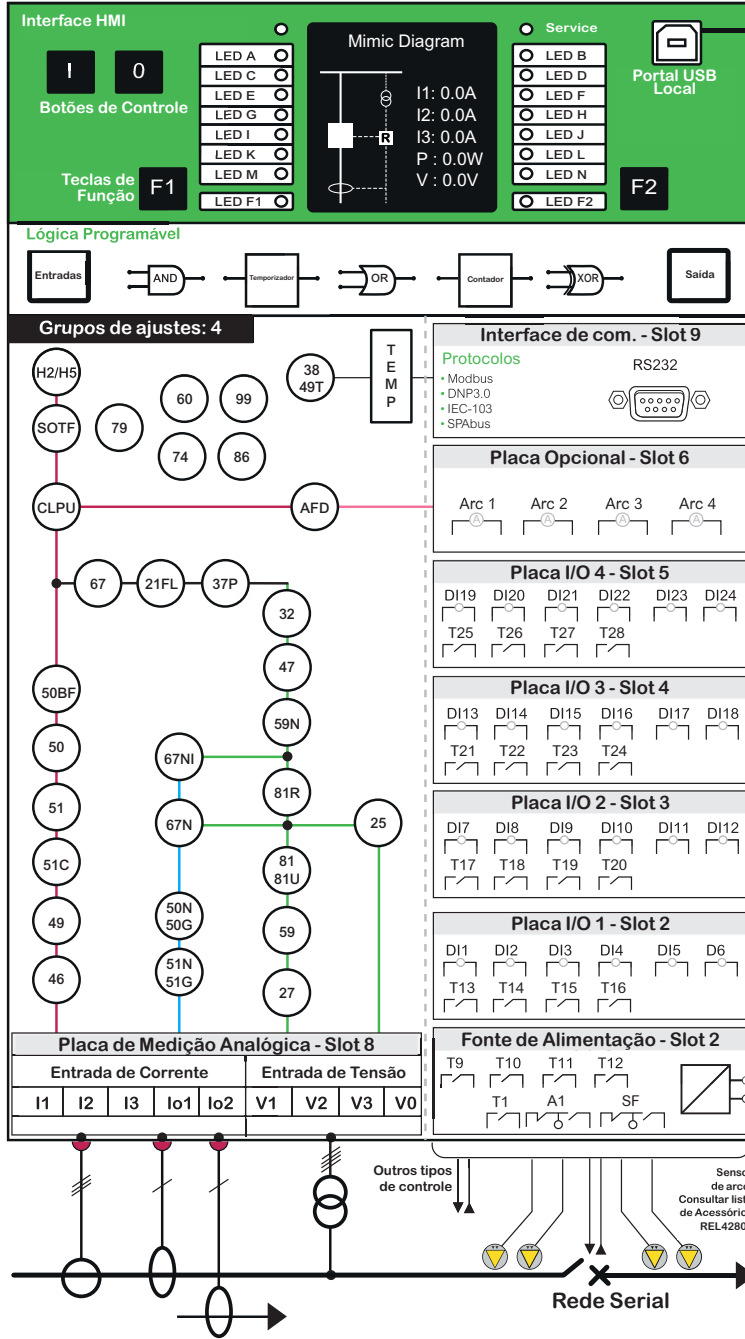 Interface HMI
I
0
Botões de Controle
Teclas de
Função
F1
LED A
LED C
LED E
LED G
LED I
LED K
LED M
LED F1
Mimic Diagram
R
I1: 0.0A
I2: 0.0A
I3: 0.0A
P : 0.0W
V : 0.0V
Service
LED B
LED D
LED F
LED H
LED J
LED L
LED N
LED F2
Portal USB
Local
F2
Lógica Programável
Entradas
AND
Temporizador
OR
Contador
XOR
Saída
Grupos de ajustes: 4
H2/H5
SOTF
79
60
99
74
86
38
49T
T
E
M
P
CLPU
AFD
67
21FL
37P
32
47
59N
50BF
50
67NI
81R
51
67N
25
51C
81
81U
49
50N
50G
59
46
51N
51G
27
Placa de Medição Analógica - Slot 8
Entrada de Corrente
Entrada de Tensão
I1 I2 I3 Io1 Io2 V1 V2 V3 V0
Interface de com. - Slot 9
Protocolos
• Modbus
• DNP3.0
• IEC-103
• SPAbus
RS232
Placa Opcional - Slot 6
Arc 1 Arc 2 Arc 3 Arc 4
A A A A
Placa I/O 4 - Slot 5
DI19 DI20 DI21 DI22 DI23 DI24
T25 T26 T27 T28
Placa I/O 3 - Slot 4
DI13 DI14 DI15 DI16 DI17 DI18
T21 T22 T23 T24
Placa I/O 2 - Slot 3
DI7 DI8 DI9 DI10 DI11 DI12
T17 T18 T19 T20
Placa I/O 1 - Slot 2
DI1 DI2 DI3 DI4 DI5 D6
T13 T14 T15 T16
Fonte de Alimentação - Slot 2
T9 T10 T11 T12
T1 A1 SF
Outros tipos
de controle
Senso
de arco
Consultar list
de Acessório
REL4280
Rede Serial